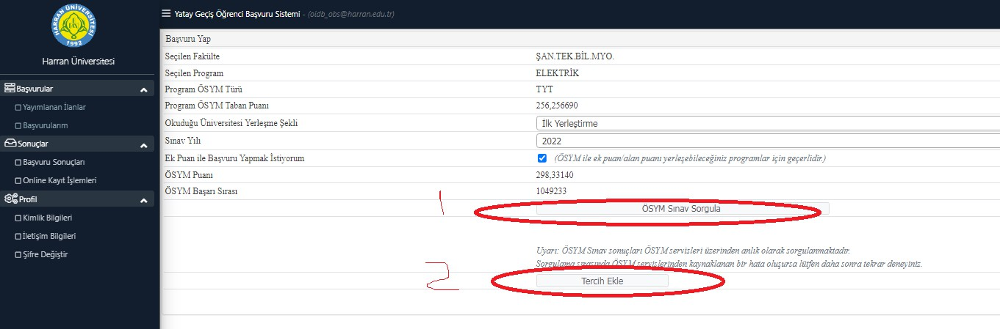 HARRAN ÜNİVERSİTESİ
1992
Harran Üniversitesi
Başvurular
Yayımlanan İlanlar
Başvurularım
Sonuçlar
Başvuru Sonuçları
Online Kayıt İşlemleri
Profil
Kimlik Bilgileri
İletişim Bilgileri
Şifre Değiştir
Yatay Geçiş Öğrenci Başvuru Sistemi - (oidb_obs@harran.edu.tr)
Başvuru Yap
Seçilen Fakülte ŞAN.TEK.BİL.MYO.
Seçilen Program ELEKTRİK
Program ÖSYM Türü TYT
Program ÖSYM Taban Puanı 256,256690
Okuduğu Üniversitesi Yerleşme Şekli İlk Yerleştirme
Sınav Yılı 2022
Ek Puan ile Başvuru Yapmak İstiyorum (ÖSYM ile ek puan/alan puanı yerleşebileceğiniz programlar için geçerlidir.)
ÖSYM Puanı 298,33140
ÖSYM Başarı Sırası 1049233
1 ÖSYM Sınav Sorgula
Uyarı: ÖSYM Sınav sonuçları ÖSYM servisleri üzerinden anlık olarak sorgulanmaktadır.
Sorgulama sırasında ÖSYM servislerinden kaynaklanan bir hata oluşursa lütfen daha sonra tekrar deneyiniz.
2 Tercih Ekle